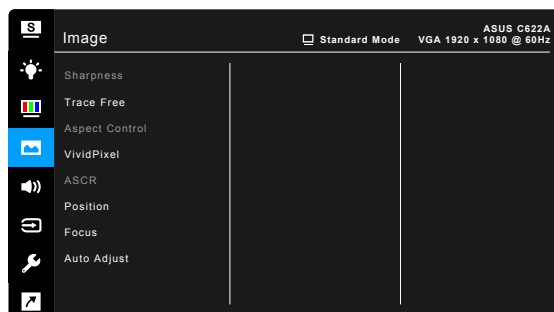 S
ASUS C622A
Image
Standard Mode
VGA 1920 x 1080 @ 60Hz
Sharpness
Trace Free
Aspect Control
VividPixel
ASCR
Position
Focus
Auto Adjust